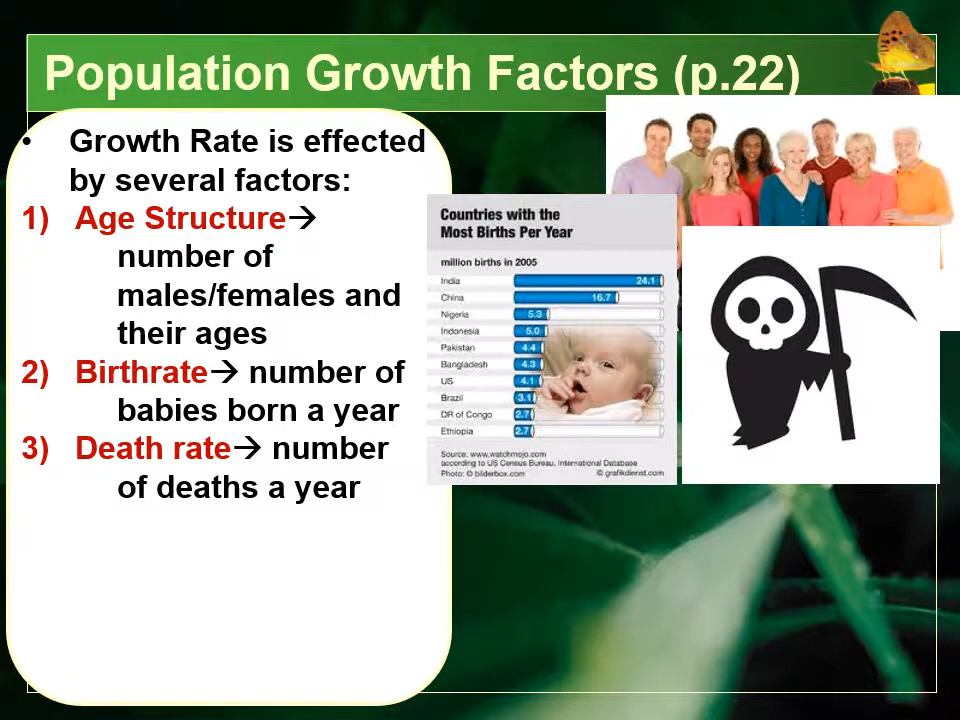 Population Growth Factors (p.22)
• Growth Rate is effected
by several factors:
1) Age Structure→
number of
males/females and
their ages
2) Birthrate→ number of
babies born a year
3) Death rate→ number
of deaths a year
Countries with the
Most Births Per Year
million births in 2005
India 24.1
China 16.7
Nigeria 5.3
Indonesia 5.0
Pakistan 4.4
Bangladesh 4.3
US 4.1
Brazil 3.1
DR of Congo 2.7
Ethiopia 2.7
Source: www.watchmojo.com
according to US Census Bureau, International Database
Photo: © bilderbox.com © grafikdienst.com